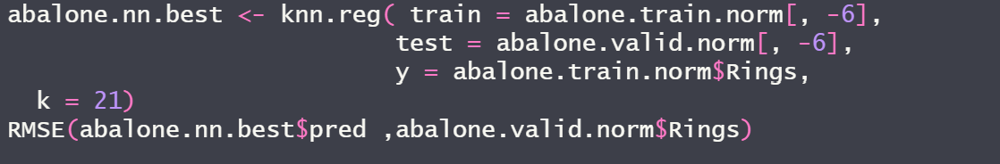 abalone.nn.best <- knn.reg( train = abalone.train.norm[, -6],
test = abalone.valid.norm[, -6],
y = abalone.train.norm$Rings,
k = 21)
RMSE(abalone.nn.best$pred ,abalone.valid.norm$Rings)